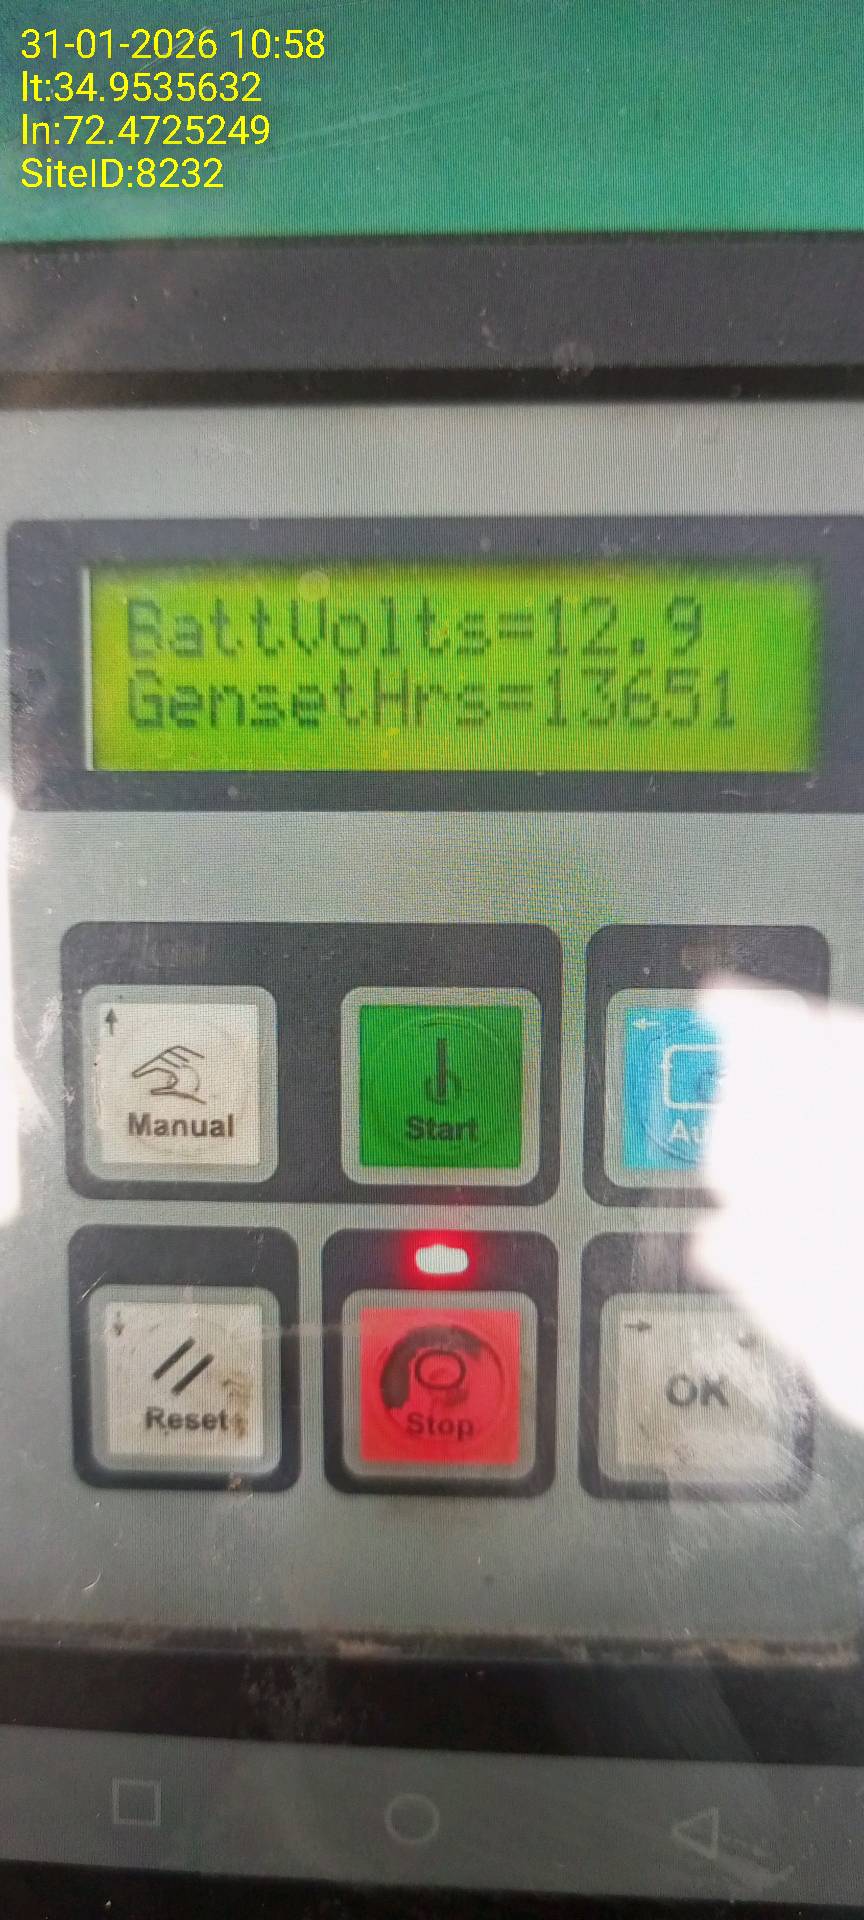 31-01-2026 10:58
lt:34.9535632
ln:72.4725249
SiteID:8232
BattVolts=12.9
GensetHrs=13651
Manual
Start
Reset
Stop
OK